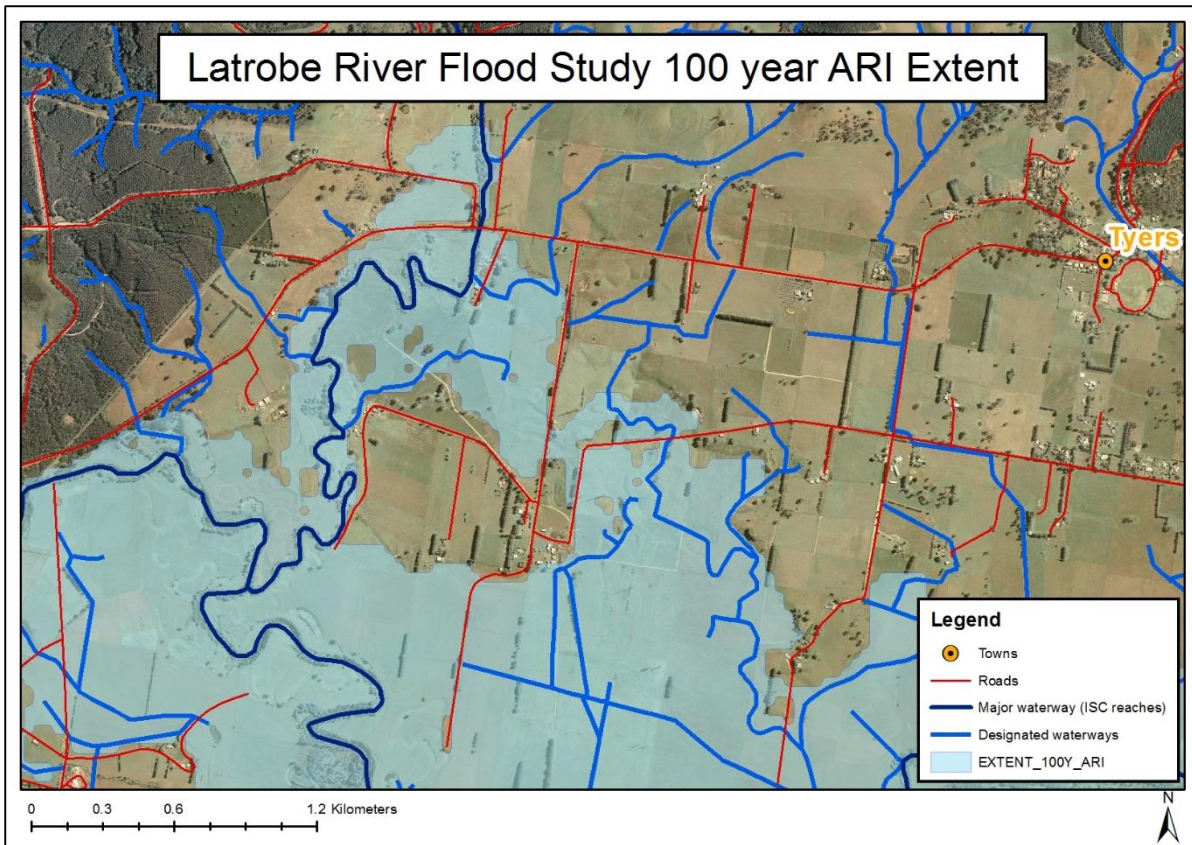 Latrobe River Flood Study 100 year ARI Extent
Tyers
Legend
Towns
Roads
Major waterway (ISC reaches)
Designated waterways
EXTENT_100Y_ARI
0 0.3 0.6 1.2 Kilometers
N